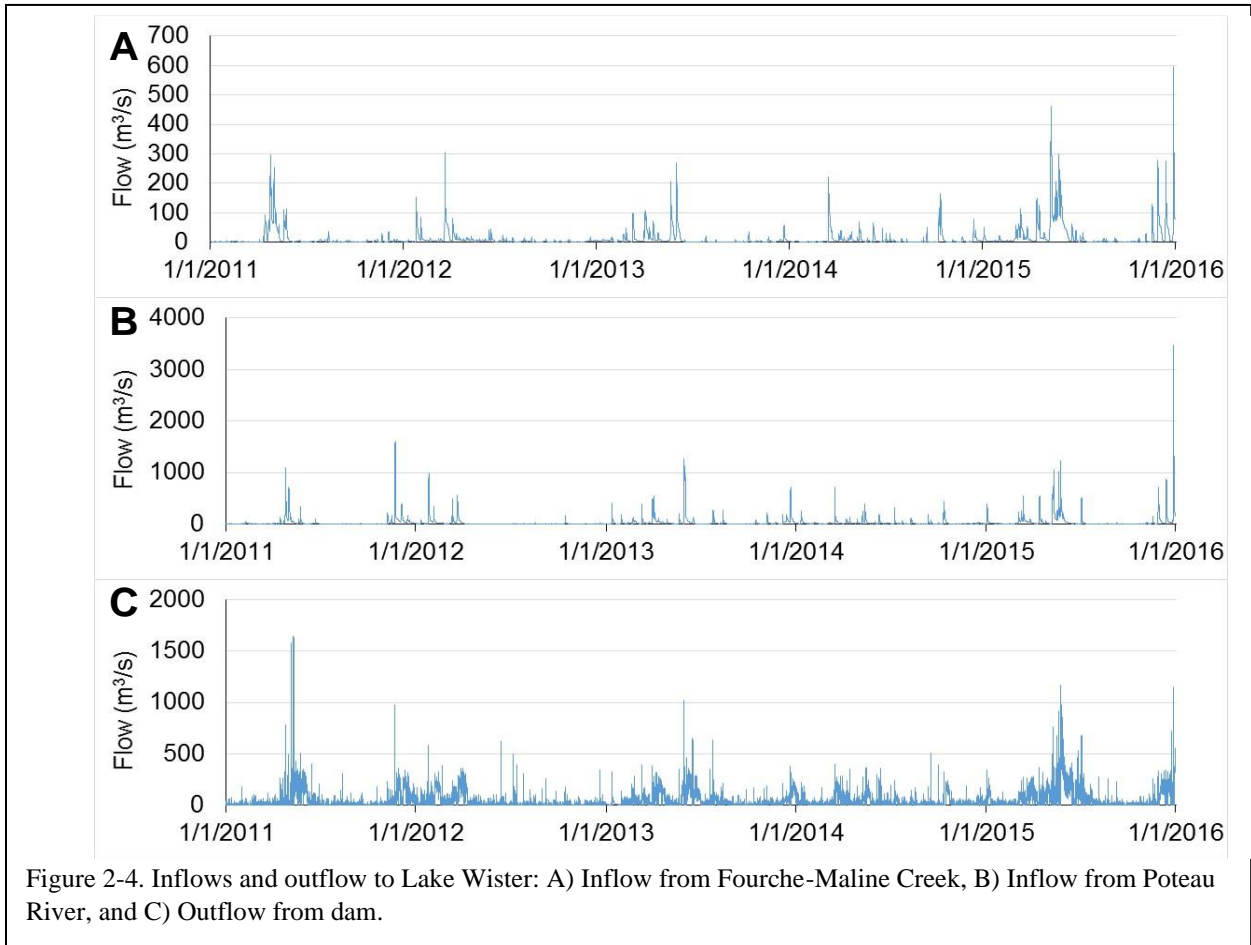 A
700
600
500
400
300
200
100
0
Flow (m³/s)
1/1/2011 1/1/2012 1/1/2013 1/1/2014 1/1/2015 1/1/2016
B
4000
3000
2000
1000
0
Flow (m³/s)
1/1/2011 1/1/2012 1/1/2013 1/1/2014 1/1/2015 1/1/2016
C
2000
1500
1000
500
0
Flow (m³/s)
1/1/2011 1/1/2012 1/1/2013 1/1/2014 1/1/2015 1/1/2016
Figure 2-4. Inflows and outflow to Lake Wister: A) Inflow from Fourche-Maline Creek, B) Inflow from Poteau
River, and C) Outflow from dam.